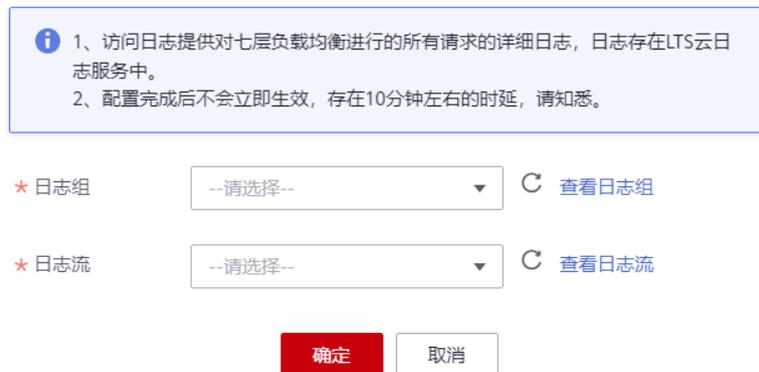 1、访问日志提供对七层负载均衡进行的所有请求的详细日志，日志存在LTS云日
志服务中。
2、配置完成后不会立即生效，存在10分钟左右的时延，请知悉。
* 日志组 --请选择-- 查看日志组
* 日志流 --请选择-- 查看日志流
确定 取消